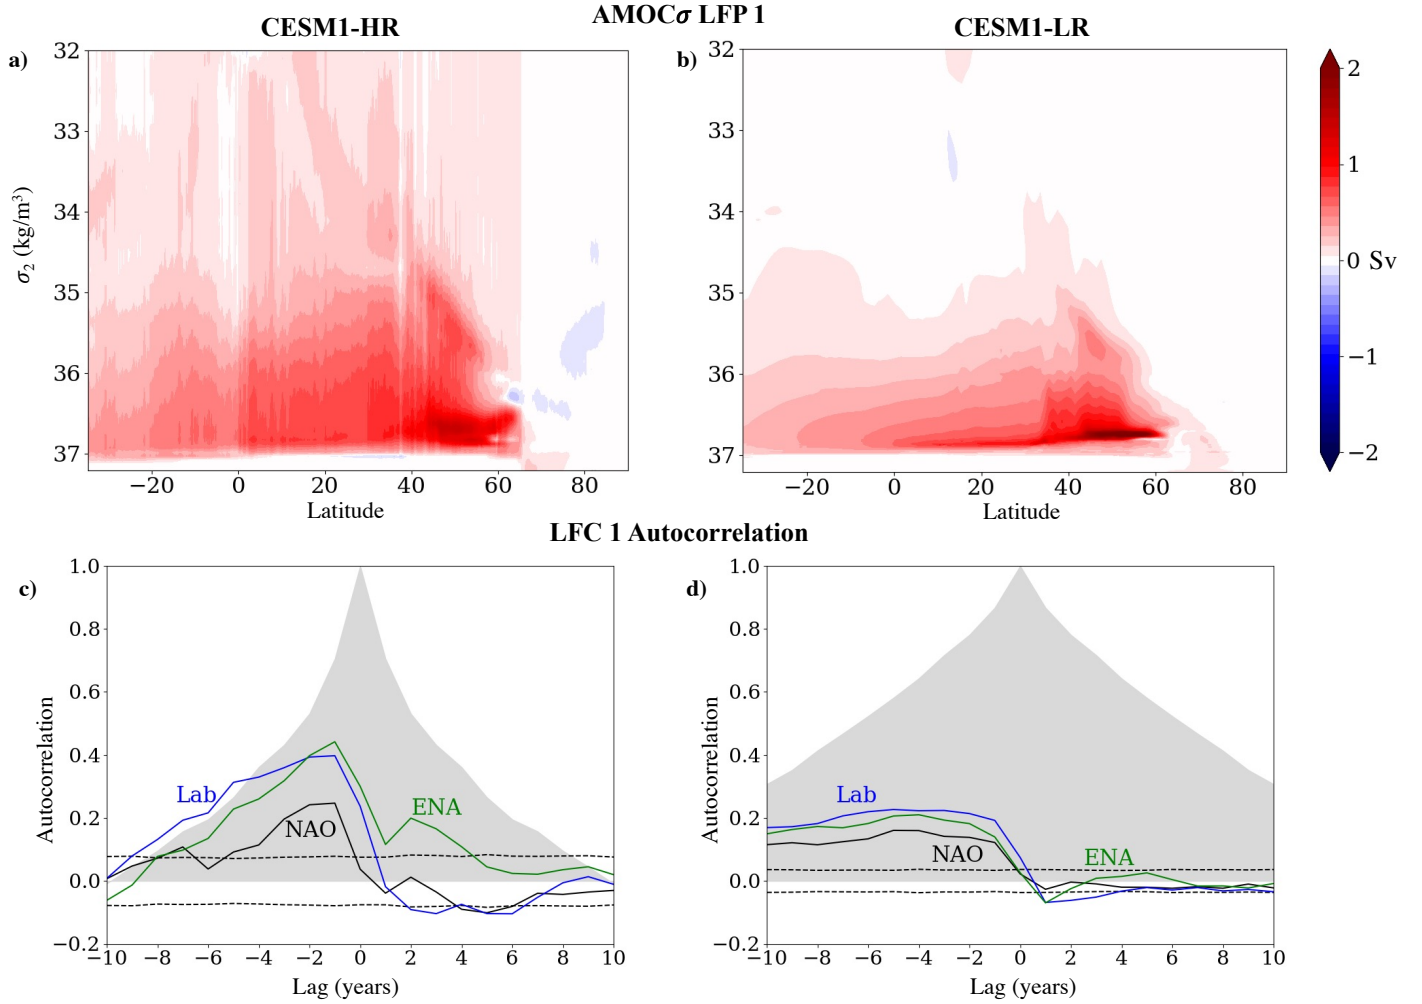 AMOCσ LFP 1
CESM1-HR
CESM1-LR
a)
32
33
34
35
36
37
σ₂ (kg/m³)
−20
0
20
40
60
80
Latitude
b)
32
33
34
35
36
37
−20
0
20
40
60
80
Latitude
2
1
0 Sv
−1
−2
LFC 1 Autocorrelation
c)
1.0
0.8
0.6
0.4
0.2
0.0
−0.2
Autocorrelation
Lab
NAO
ENA
−10
−8
−6
−4
−2
0
2
4
6
8
10
Lag (years)
d)
1.0
0.8
0.6
0.4
0.2
0.0
−0.2
Autocorrelation
Lab
NAO
ENA
−10
−8
−6
−4
−2
0
2
4
6
8
10
Lag (years)